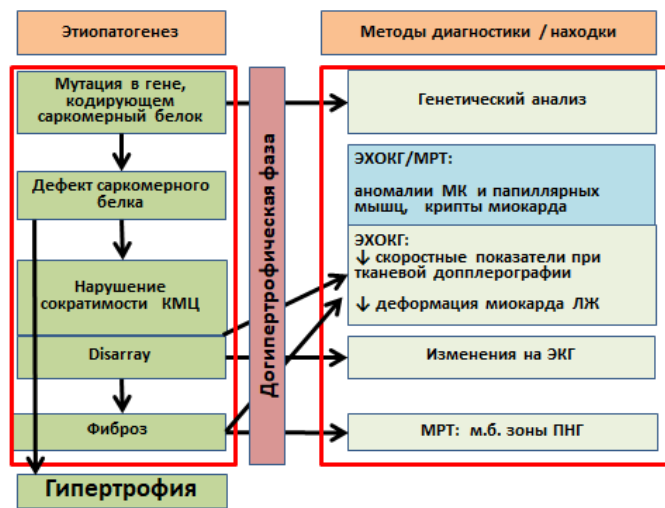 Этиопатогенез
Методы диагностики / находки
Мутация в гене,
кодирующем
саркомерный белок
Дефект саркомерного
белка
Нарушение
сократимости КМЦ
Disarray
Фиброз
Гипертрофия
Догипертрофическая фаза
Генетический анализ
ЭХОКГ/МРТ:
аномалии МК и папиллярных
мышц, крипты миокарда
ЭХОКГ:
↓ скоростные показатели при
тканевой допплерографии
↓ деформация миокарда ЛЖ
Изменения на ЭКГ
МРТ: м.б. зоны ПНГ